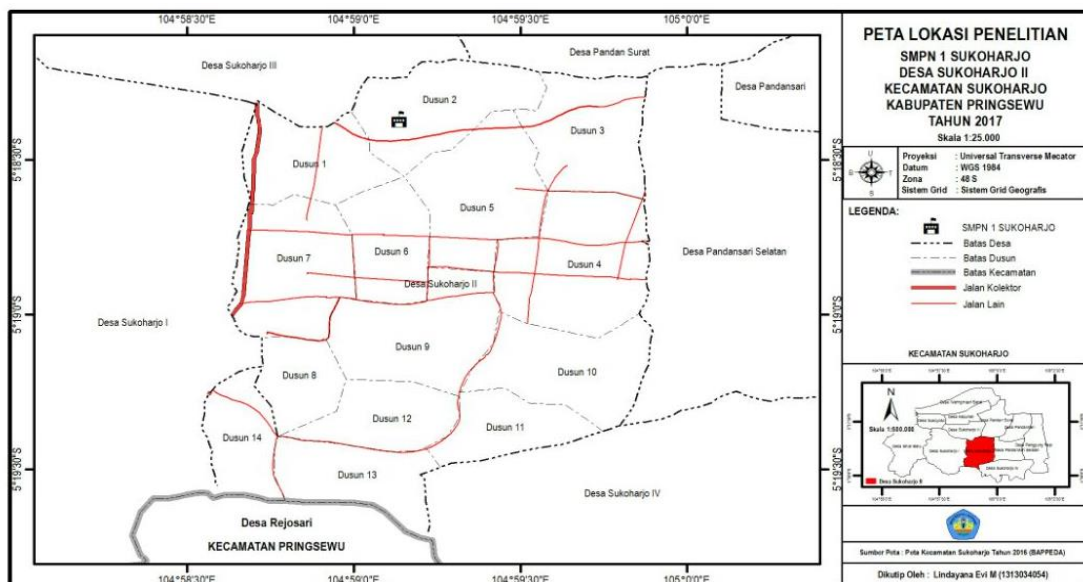 104°58'30"E 104°59'0"E 104°59'30"E 105°0'0"E
5°18'30"S
5°19'0"S
5°19'30"S
5°18'30"S
5°19'0"S
5°19'30"S
Desa Sukoharjo III
Desa Pandan Surat
Desa Pandansari
Dusun 2
Dusun 3
Dusun 1
Dusun 5
Dusun 6
Dusun 7
Dusun 4
Desa Pandansari Selatan
Desa Sukoharjo II
Desa Sukoharjo I
Dusun 9
Dusun 8
Dusun 10
Dusun 12
Dusun 11
Dusun 14
Dusun 13
Desa Sukoharjo IV
Desa Rejosari
KECAMATAN PRINGSEWU
104°58'30"E 104°59'0"E 104°59'30"E 105°0'0"E
PETA LOKASI PENELITIAN
SMPN 1 SUKOHARJO
DESA SUKOHARJO II
KECAMATAN SUKOHARJO
KABUPATEN PRINGSEWU
TAHUN 2017
Skala 1:25.000
U
B T
S
Proyeksi : Universal Transverse Mecator
Datum : WGS 1984
Zona : 48 S
Sistem Grid : Sistem Grid Geografis
LEGENDA:
SMPN 1 SUKOHARJO
Batas Desa
Batas Dusun
Batas Kecamatan
Jalan Kolektor
Jalan Lain
KECAMATAN SUKOHARJO
N
Skala 1:500.000
Desa Sukoharjo II
Sumber Peta : Peta Kecamatan Sukoharjo Tahun 2016 (BAPPEDA)
Dikutip Oleh : Lindayana Evi M (1313034054)